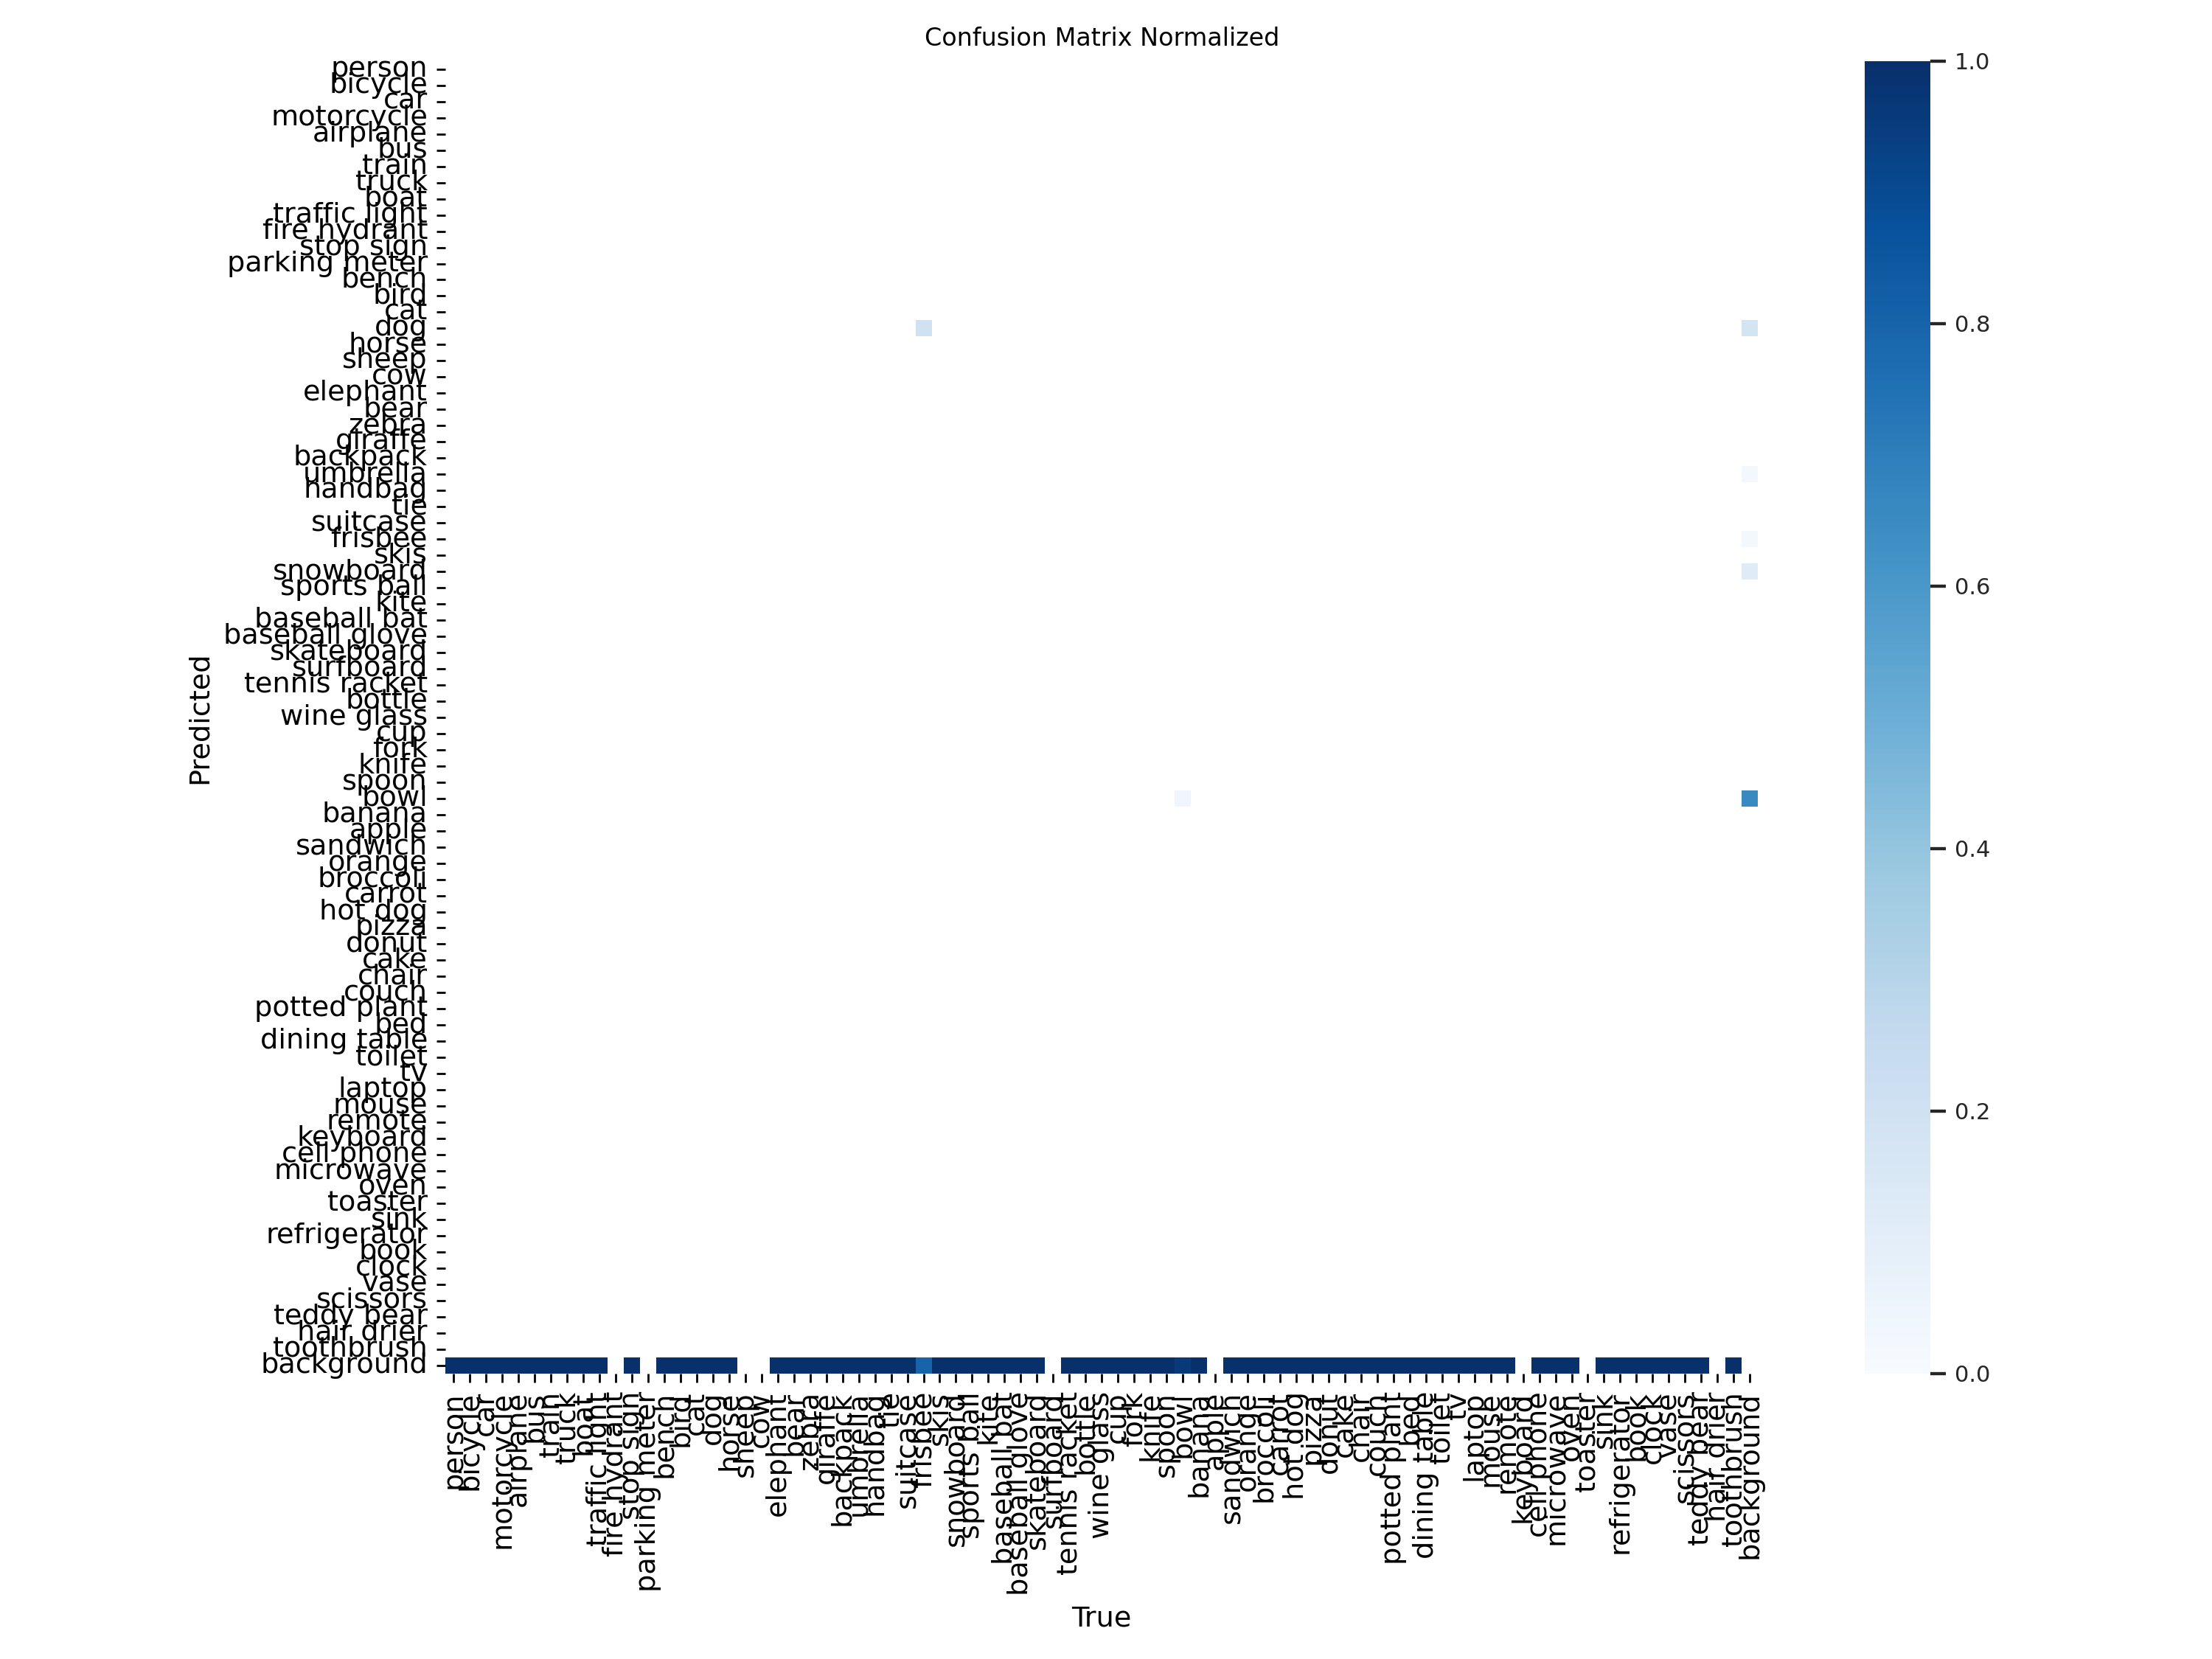 Confusion Matrix Normalized
person
bicycle
car
motorcycle
airplane
bus
train
truck
boat
traffic light
fire hydrant
stop sign
parking meter
bench
bird
cat
dog
horse
sheep
cow
elephant
bear
zebra
giraffe
backpack
umbrella
handbag
tie
suitcase
frisbee
skis
snowboard
sports ball
kite
baseball bat
baseball glove
skateboard
surfboard
tennis racket
bottle
wine glass
cup
fork
knife
spoon
bowl
banana
apple
sandwich
orange
broccoli
carrot
hot dog
pizza
donut
cake
chair
couch
potted plant
bed
dining table
toilet
tv
laptop
mouse
remote
keyboard
cell phone
microwave
oven
toaster
sink
refrigerator
book
clock
vase
scissors
teddy bear
hair drier
toothbrush
background
Predicted
person
bicycle
car
motorcycle
airplane
bus
train
truck
boat
traffic light
fire hydrant
stop sign
parking meter
bench
bird
cat
dog
horse
sheep
cow
elephant
bear
zebra
giraffe
backpack
umbrella
handbag
tie
suitcase
frisbee
skis
snowboard
sports ball
kite
baseball bat
baseball glove
skateboard
surfboard
tennis racket
bottle
wine glass
cup
fork
knife
spoon
bowl
banana
apple
sandwich
orange
broccoli
carrot
hot dog
pizza
donut
cake
chair
couch
potted plant
bed
dining table
toilet
tv
laptop
mouse
remote
keyboard
cell phone
microwave
oven
toaster
sink
refrigerator
book
clock
vase
scissors
teddy bear
hair drier
toothbrush
background
True
1.0
0.8
0.6
0.4
0.2
0.0